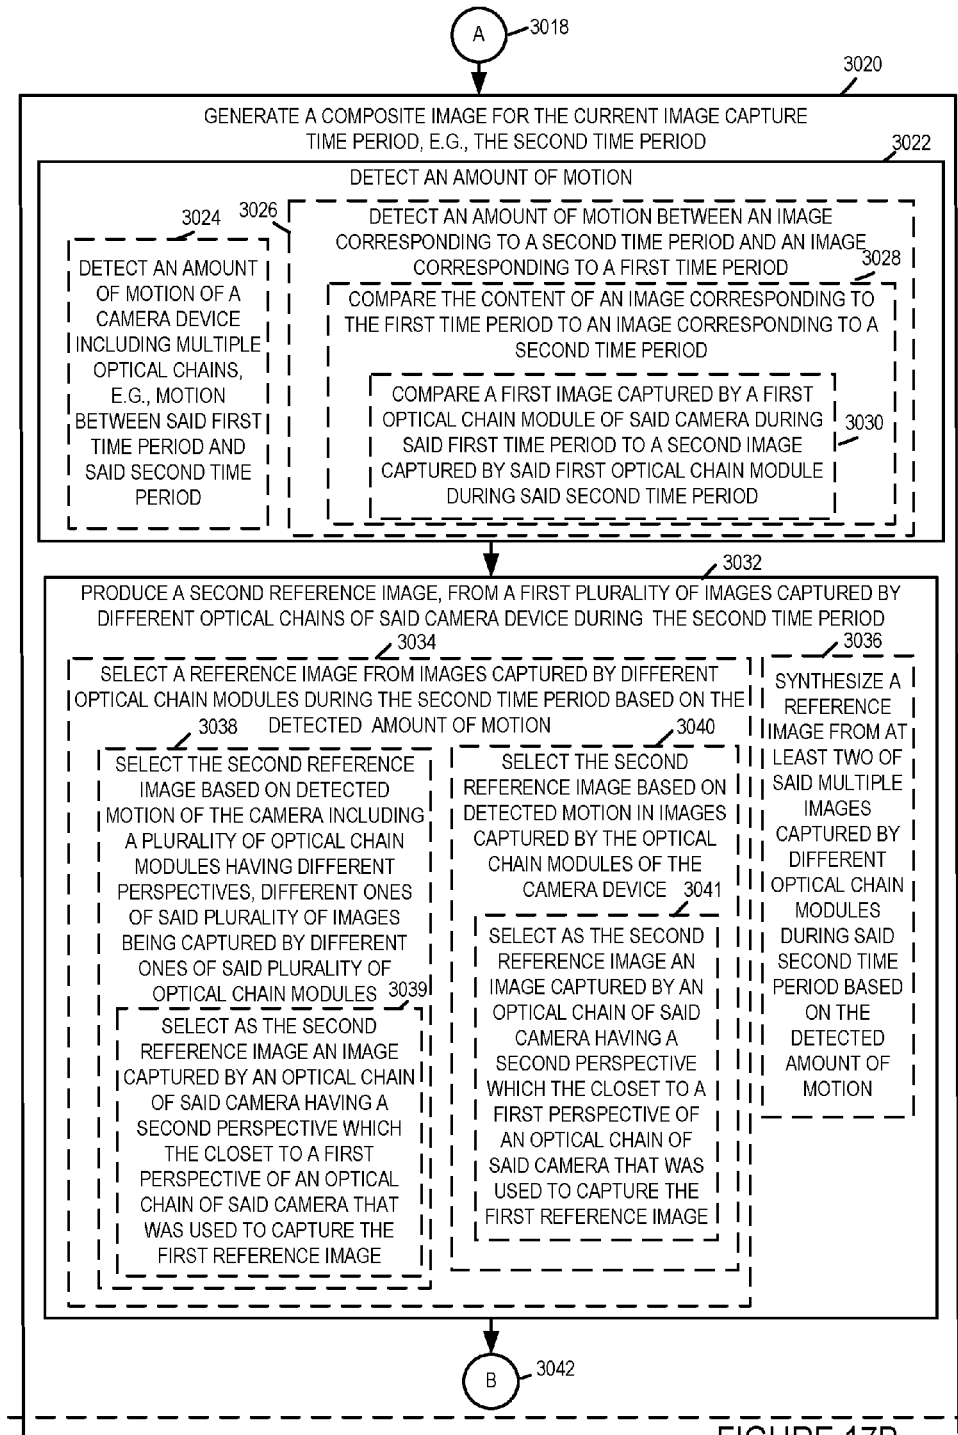 A
3018
3020
GENERATE A COMPOSITE IMAGE FOR THE CURRENT IMAGE CAPTURE
TIME PERIOD, E.G., THE SECOND TIME PERIOD
3022
DETECT AN AMOUNT OF MOTION
3024
DETECT AN AMOUNT
OF MOTION OF A
CAMERA DEVICE
INCLUDING MULTIPLE
OPTICAL CHAINS,
E.G., MOTION
BETWEEN SAID FIRST
TIME PERIOD AND
SAID SECOND TIME
PERIOD
3026
DETECT AN AMOUNT OF MOTION BETWEEN AN IMAGE
CORRESPONDING TO A SECOND TIME PERIOD AND AN IMAGE
CORRESPONDING TO A FIRST TIME PERIOD
3028
COMPARE THE CONTENT OF AN IMAGE CORRESPONDING TO
THE FIRST TIME PERIOD TO AN IMAGE CORRESPONDING TO A
SECOND TIME PERIOD
COMPARE A FIRST IMAGE CAPTURED BY A FIRST
OPTICAL CHAIN MODULE OF SAID CAMERA DURING
SAID FIRST TIME PERIOD TO A SECOND IMAGE
CAPTURED BY SAID FIRST OPTICAL CHAIN MODULE
DURING SAID SECOND TIME PERIOD
3030
3032
PRODUCE A SECOND REFERENCE IMAGE, FROM A FIRST PLURALITY OF IMAGES CAPTURED BY
DIFFERENT OPTICAL CHAINS OF SAID CAMERA DEVICE DURING THE SECOND TIME PERIOD
3034
SELECT A REFERENCE IMAGE FROM IMAGES CAPTURED BY DIFFERENT
OPTICAL CHAIN MODULES DURING THE SECOND TIME PERIOD BASED ON THE
DETECTED AMOUNT OF MOTION
3038
SELECT THE SECOND REFERENCE
IMAGE BASED ON DETECTED
MOTION OF THE CAMERA INCLUDING
A PLURALITY OF OPTICAL CHAIN
MODULES HAVING DIFFERENT
PERSPECTIVES, DIFFERENT ONES
OF SAID PLURALITY OF IMAGES
BEING CAPTURED BY DIFFERENT
ONES OF SAID PLURALITY OF
OPTICAL CHAIN MODULES
3039
SELECT AS THE SECOND
REFERENCE IMAGE AN IMAGE
CAPTURED BY AN OPTICAL CHAIN
OF SAID CAMERA HAVING A
SECOND PERSPECTIVE WHICH
THE CLOSET TO A FIRST
PERSPECTIVE OF AN OPTICAL
CHAIN OF SAID CAMERA THAT
WAS USED TO CAPTURE THE
FIRST REFERENCE IMAGE
3040
SELECT THE SECOND
REFERENCE IMAGE BASED ON
DETECTED MOTION IN IMAGES
CAPTURED BY THE OPTICAL
CHAIN MODULES OF THE
CAMERA DEVICE
3041
SELECT AS THE SECOND
REFERENCE IMAGE AN
IMAGE CAPTURED BY AN
OPTICAL CHAIN OF SAID
CAMERA HAVING A
SECOND PERSPECTIVE
WHICH THE CLOSET TO A
FIRST PERSPECTIVE OF
AN OPTICAL CHAIN OF
SAID CAMERA THAT WAS
USED TO CAPTURE THE
FIRST REFERENCE IMAGE
3036
SYNTHESIZE A
REFERENCE
IMAGE FROM AT
LEAST TWO OF
SAID MULTIPLE
IMAGES
CAPTURED BY
DIFFERENT
OPTICAL CHAIN
MODULES
DURING SAID
SECOND TIME
PERIOD BASED
ON THE
DETECTED
AMOUNT OF
MOTION
B
3042
FIGURE 17B